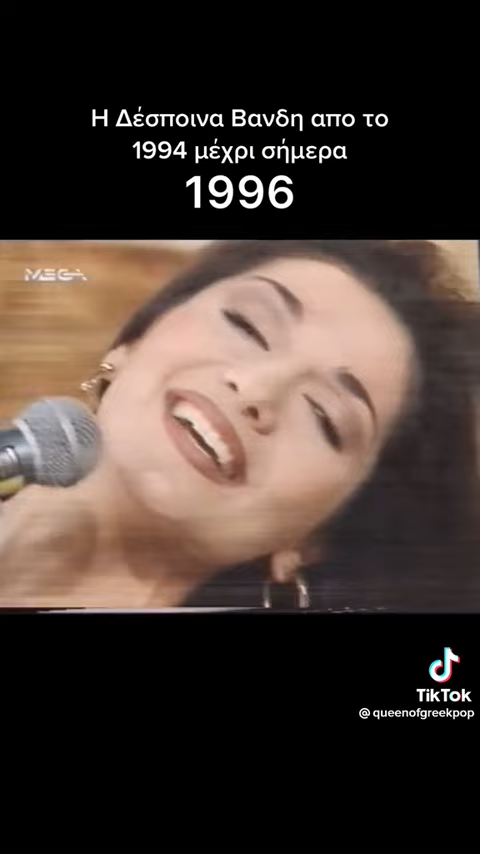 Η Δέσποινα Βανδη απο το
1994 μέχρι σήμερα
1996
MEGA
TikTok
@ queenofgreekpop